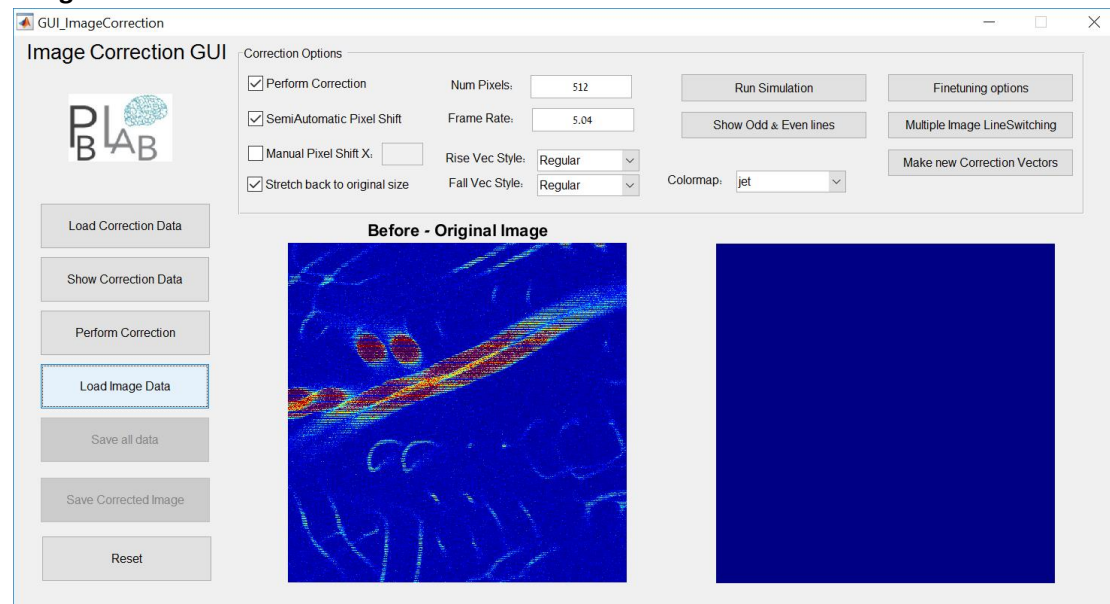 GUI_ImageCorrection
Image Correction GUI
P LAB
B
Correction Options
Perform Correction
SemiAutomatic Pixel Shift
Manual Pixel Shift X:
Stretch back to original size
Num Pixels: 512
Frame Rate: 5.04
Rise Vec Style: Regular
Fall Vec Style: Regular
Run Simulation
Show Odd & Even lines
Colormap: jet
Finetuning options
Multiple Image LineSwitching
Make new Correction Vectors
Load Correction Data
Show Correction Data
Perform Correction
Load Image Data
Save all data
Save Corrected Image
Reset
Before - Original Image